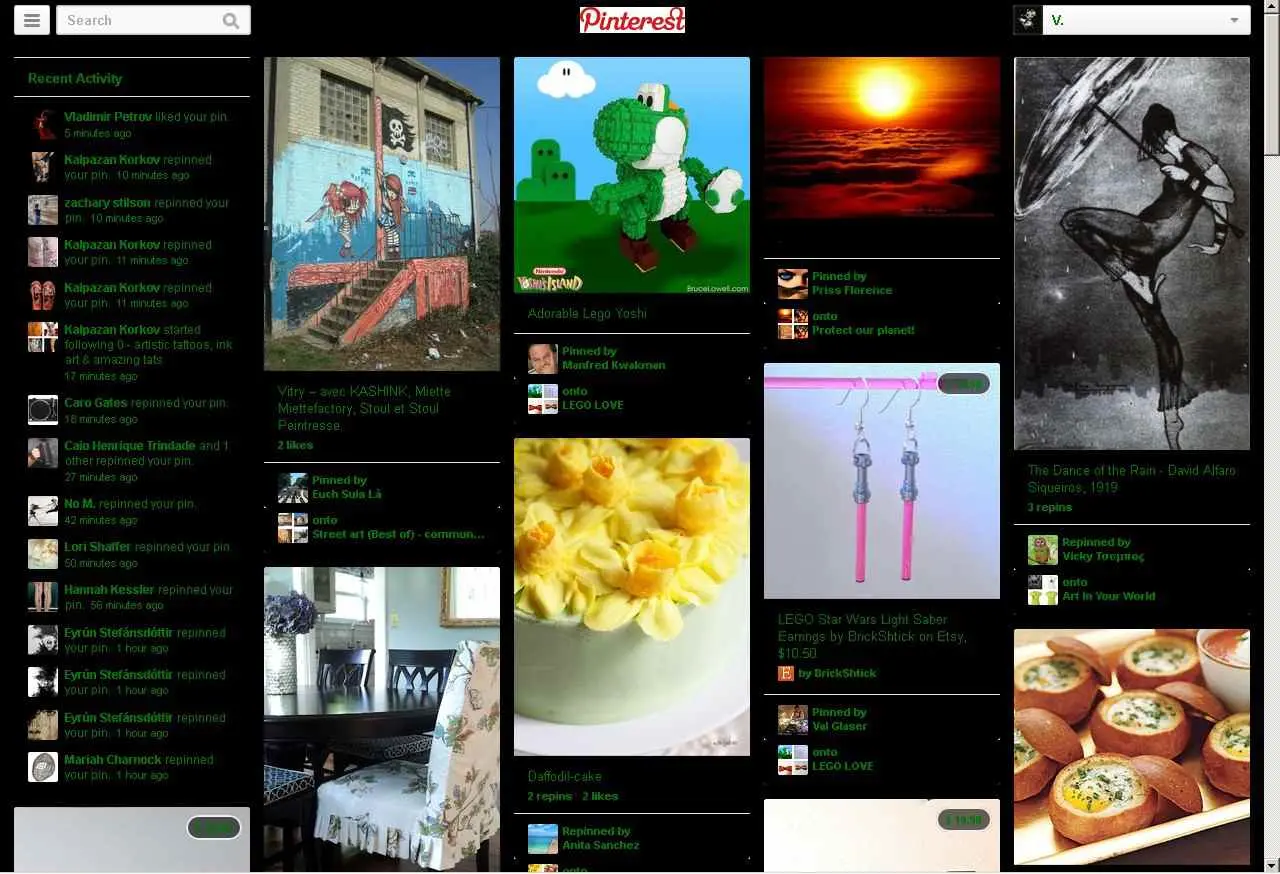 Search
Pinterest
V.
Recent Activity
Vladimir Petrov liked your pin.
5 minutes ago
Kalpazan Korkov repinned
your pin. 10 minutes ago
zachary stilson repinned your
pin. 10 minutes ago
Kalpazan Korkov repinned
your pin. 11 minutes ago
Kalpazan Korkov repinned
your pin. 11 minutes ago
Kalpazan Korkov started
following 0 - artistic tattoos, ink
art & amazing tats
17 minutes ago
Caro Gates repinned your pin.
18 minutes ago
Caio Henrique Trindade and 1
other repinned your pin.
27 minutes ago
No M. repinned your pin.
42 minutes ago
Lori Shaffer repinned your pin
50 minutes ago
Hannah Kessler repinned your
pin. 56 minutes ago
Eyrún Stefánsdóttir repinned
your pin. 1 hour ago
Eyrún Stefánsdóttir repinned
your pin. 1 hour ago
Eyrún Stefánsdóttir repinned
your pin. 1 hour ago
Mariah Charnock repinned
your pin. 1 hour ago
Vitry – avec KASHINK, Miette
Miettefactory, Stoul et Stoul
Peintresse.
2 likes
Pinned by
Euch Sula Lâ
onto
Street art (Best of) - commun...
Nintendo
YOSHI'S ISLAND
BruceLowell.com
Adorable Lego Yoshi
Pinned by
Manfred Kwakman
onto
LEGO LOVE
Daffodil-cake
2 repins 2 likes
Repinned by
Anita Sanchez
onto
Pinned by
Priss Florence
onto
Protect our planet!
LEGO Star Wars Light Saber
Earrings by BrickShtick on Etsy,
$10.50
E by BrickShtick
Pinned by
Val Glaser
onto
LEGO LOVE
$ 19.98
The Dance of the Rain - David Alfaro
Siqueiros, 1919
3 repins
Repinned by
Vicky Τσομπος
onto
Art In Your World